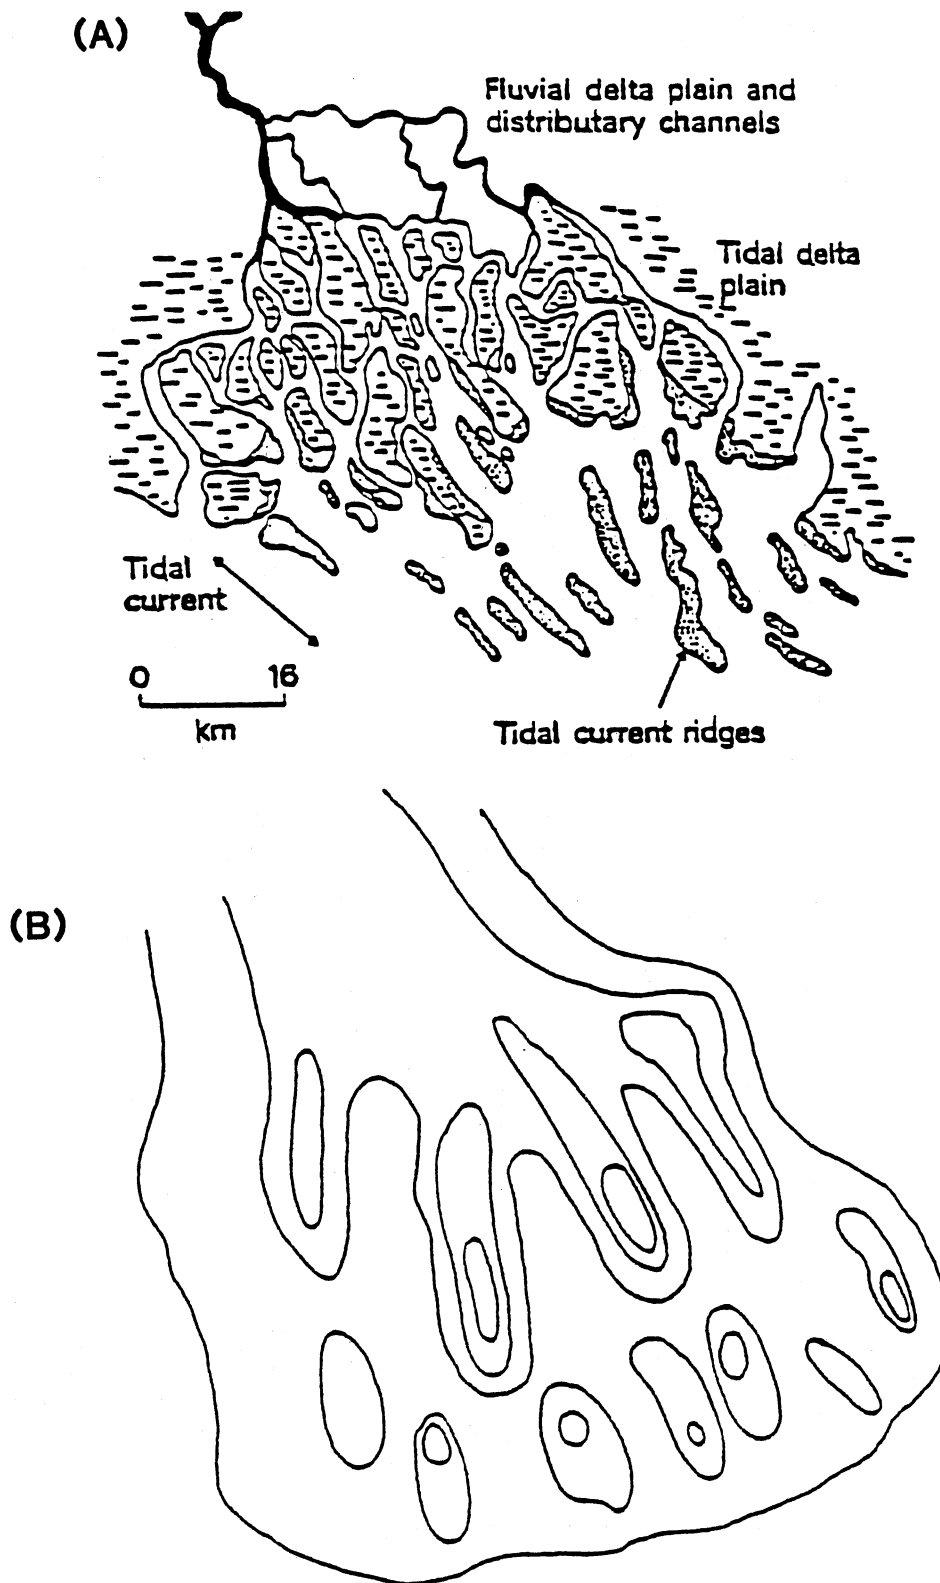 (A)
Fluvial delta plain and
distributary channels
Tidal delta
plain
Tidal
current
0 16
km
Tidal current ridges
(B)